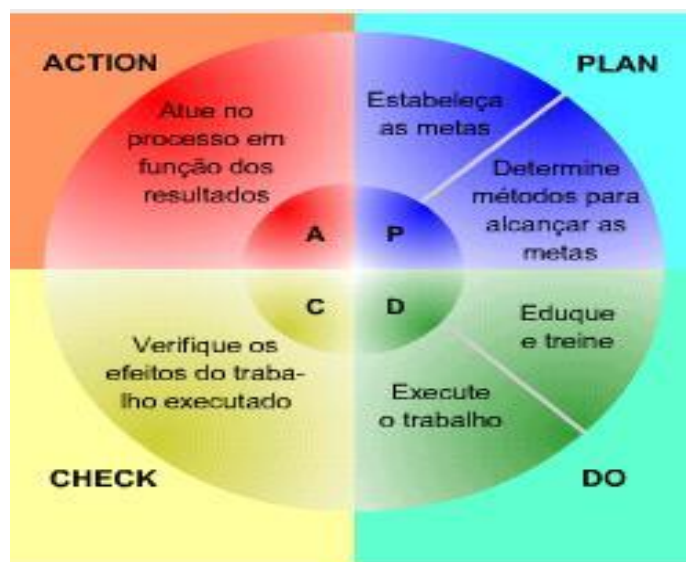 ACTION
Atue no
processo em
função dos
resultados
A
PLAN
Estabeleça
as metas
Determine
métodos para
alcançar as
metas
P
C
Verifique os
efeitos do traba-
lho executado
CHECK
D
Eduque
e treine
Execute
o trabalho
DO